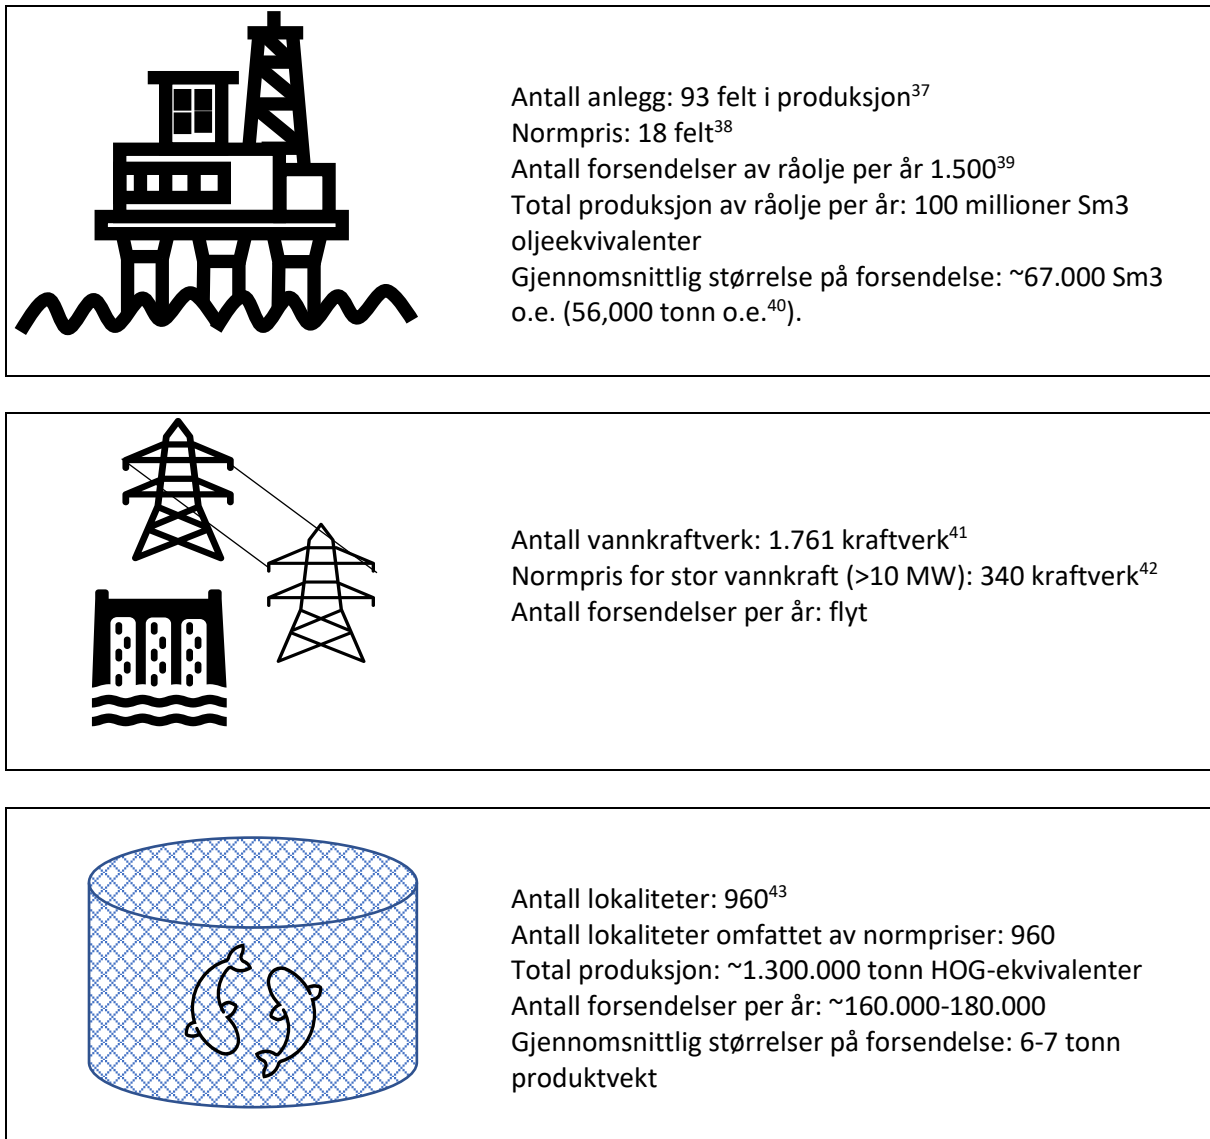 Antall anlegg: 93 felt i produksjon³⁷
Normpris: 18 felt³⁸
Antall forsendelser av råolje per år 1.500³⁹
Total produksjon av råolje per år: 100 millioner Sm3
oljeekvivalenter
Gjennomsnittlig størrelse på forsendelse: ~67.000 Sm3
o.e. (56,000 tonn o.e.⁴⁰).
Antall vannkraftverk: 1.761 kraftverk⁴¹
Normpris for stor vannkraft (>10 MW): 340 kraftverk⁴²
Antall forsendelser per år: flyt
Antall lokaliteter: 960⁴³
Antall lokaliteter omfattet av normpriser: 960
Total produksjon: ~1.300.000 tonn HOG-ekvivalenter
Antall forsendelser per år: ~160.000-180.000
Gjennomsnittlig størrelser på forsendelse: 6-7 tonn
produktvekt